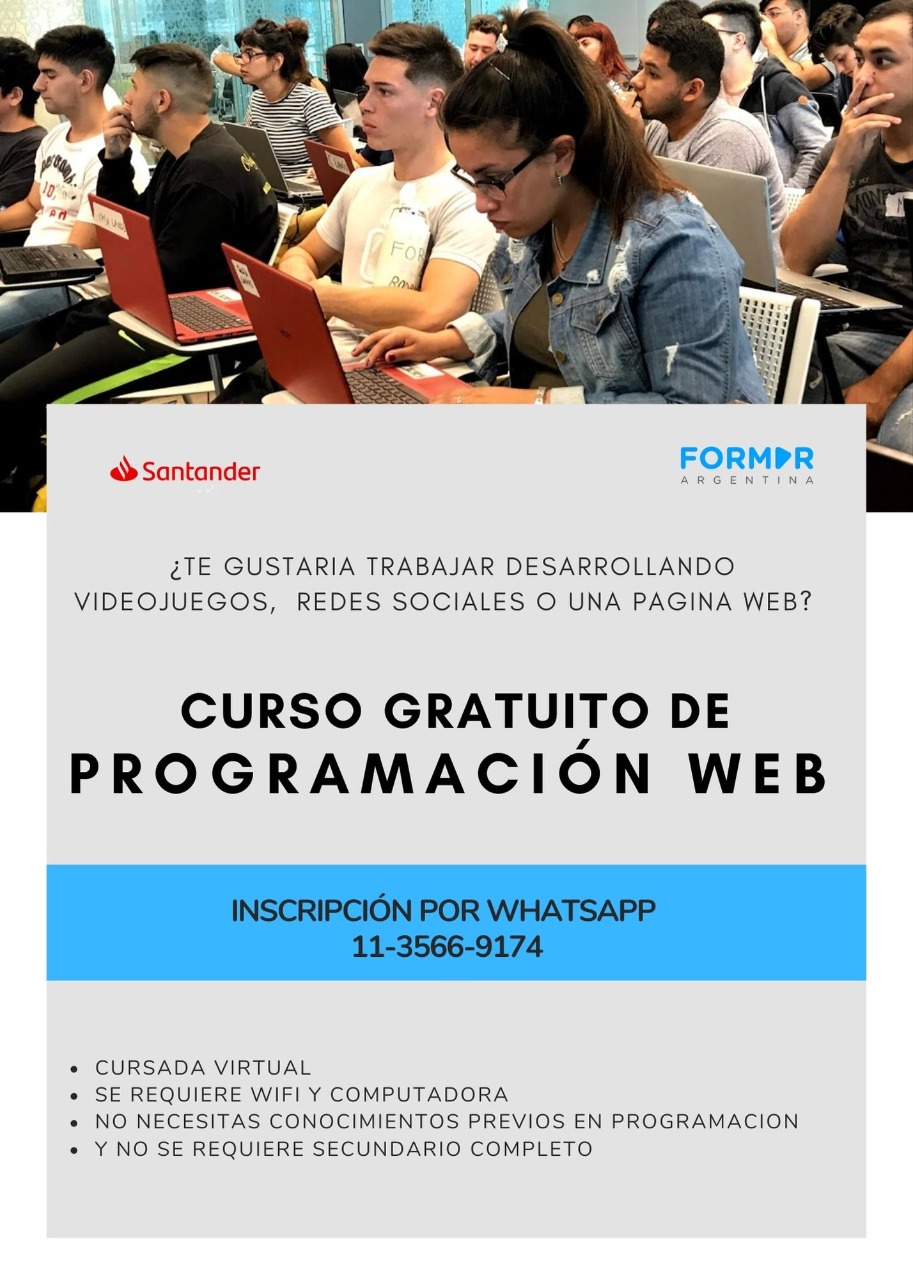 FOR
Santander
FORMAR
ARGENTINA
¿TE GUSTARIA TRABAJAR DESARROLLANDO
VIDEOJUEGOS, REDES SOCIALES O UNA PAGINA WEB?
CURSO GRATUITO DE
PROGRAMACIÓN WEB
INSCRIPCIÓN POR WHATSAPP
11-3566-9174
• CURSADA VIRTUAL
• SE REQUIERE WIFI Y COMPUTADORA
• NO NECESITAS CONOCIMIENTOS PREVIOS EN PROGRAMACION
• Y NO SE REQUIERE SECUNDARIO COMPLETO